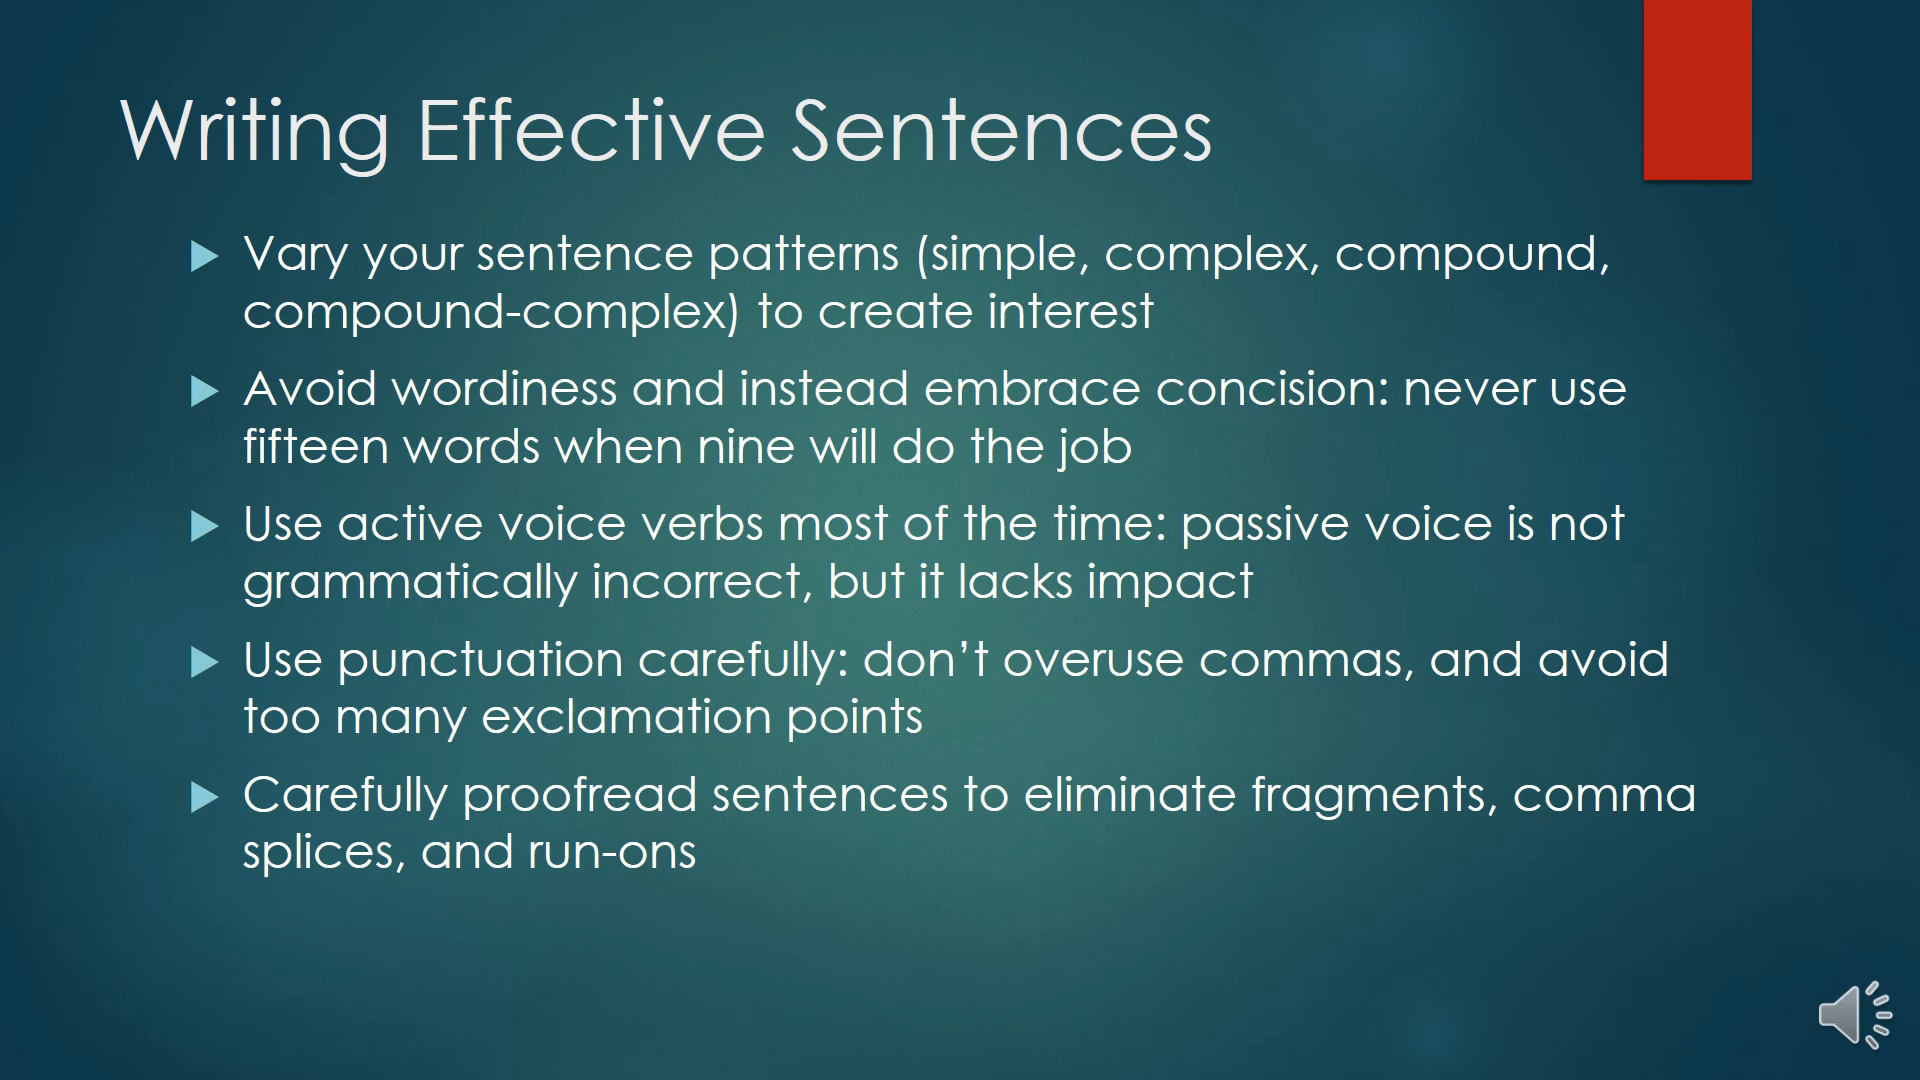 Writing Effective Sentences
Vary your sentence patterns (simple, complex, compound,
compound-complex) to create interest
Avoid wordiness and instead embrace concision: never use
fifteen words when nine will do the job
Use active voice verbs most of the time: passive voice is not
grammatically incorrect, but it lacks impact
Use punctuation carefully: don’t overuse commas, and avoid
too many exclamation points
Carefully proofread sentences to eliminate fragments, comma
splices, and run-ons